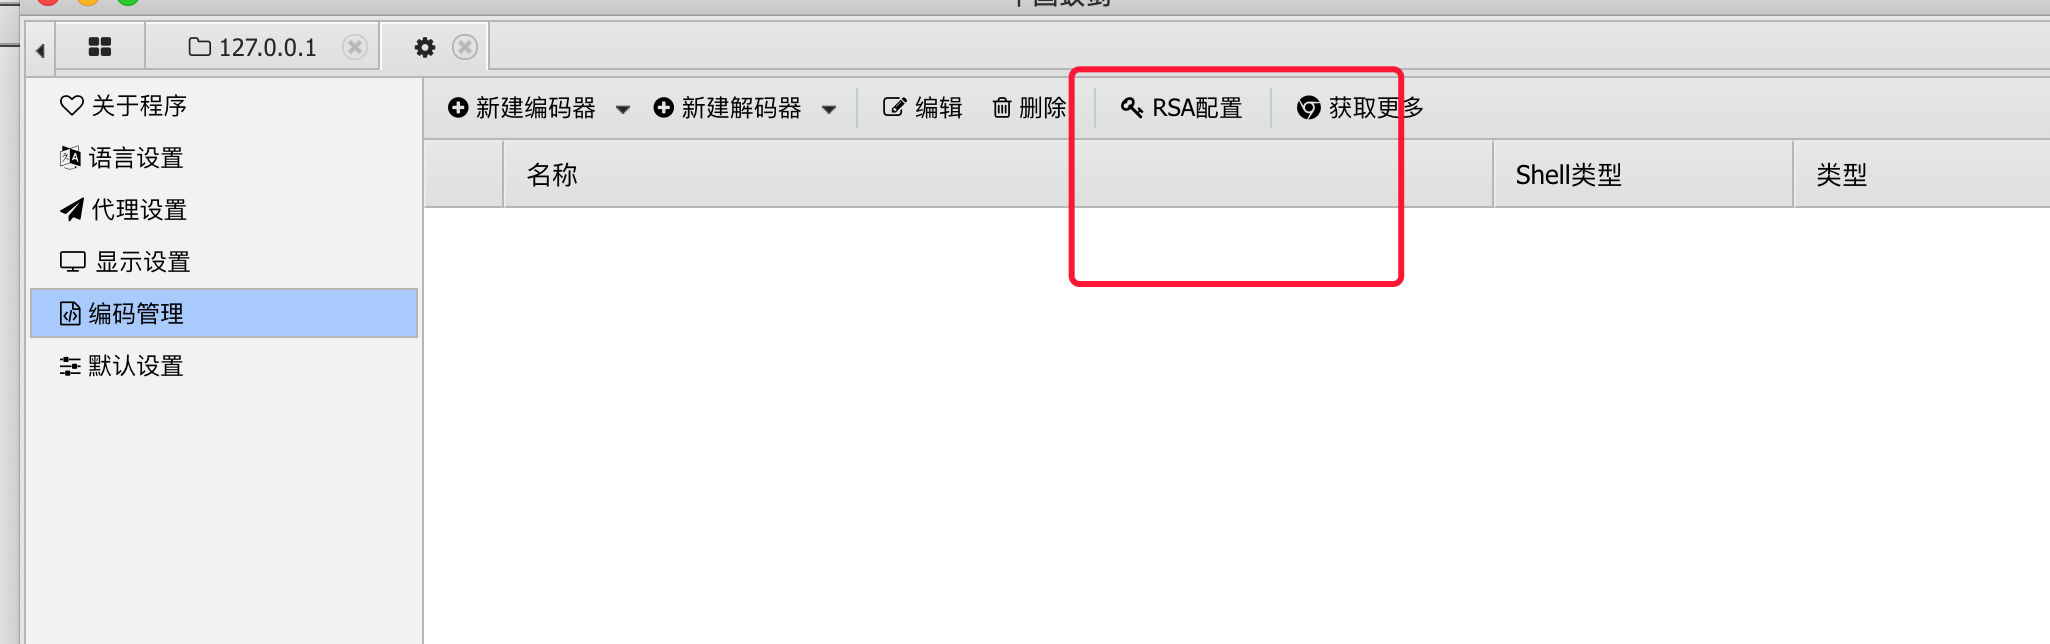 127.0.0.1
关于程序
语言设置
代理设置
显示设置
编码管理
默认设置
新建编码器 新建解码器 编辑 删除 RSA配置 获取更多
名称 Shell类型 类型